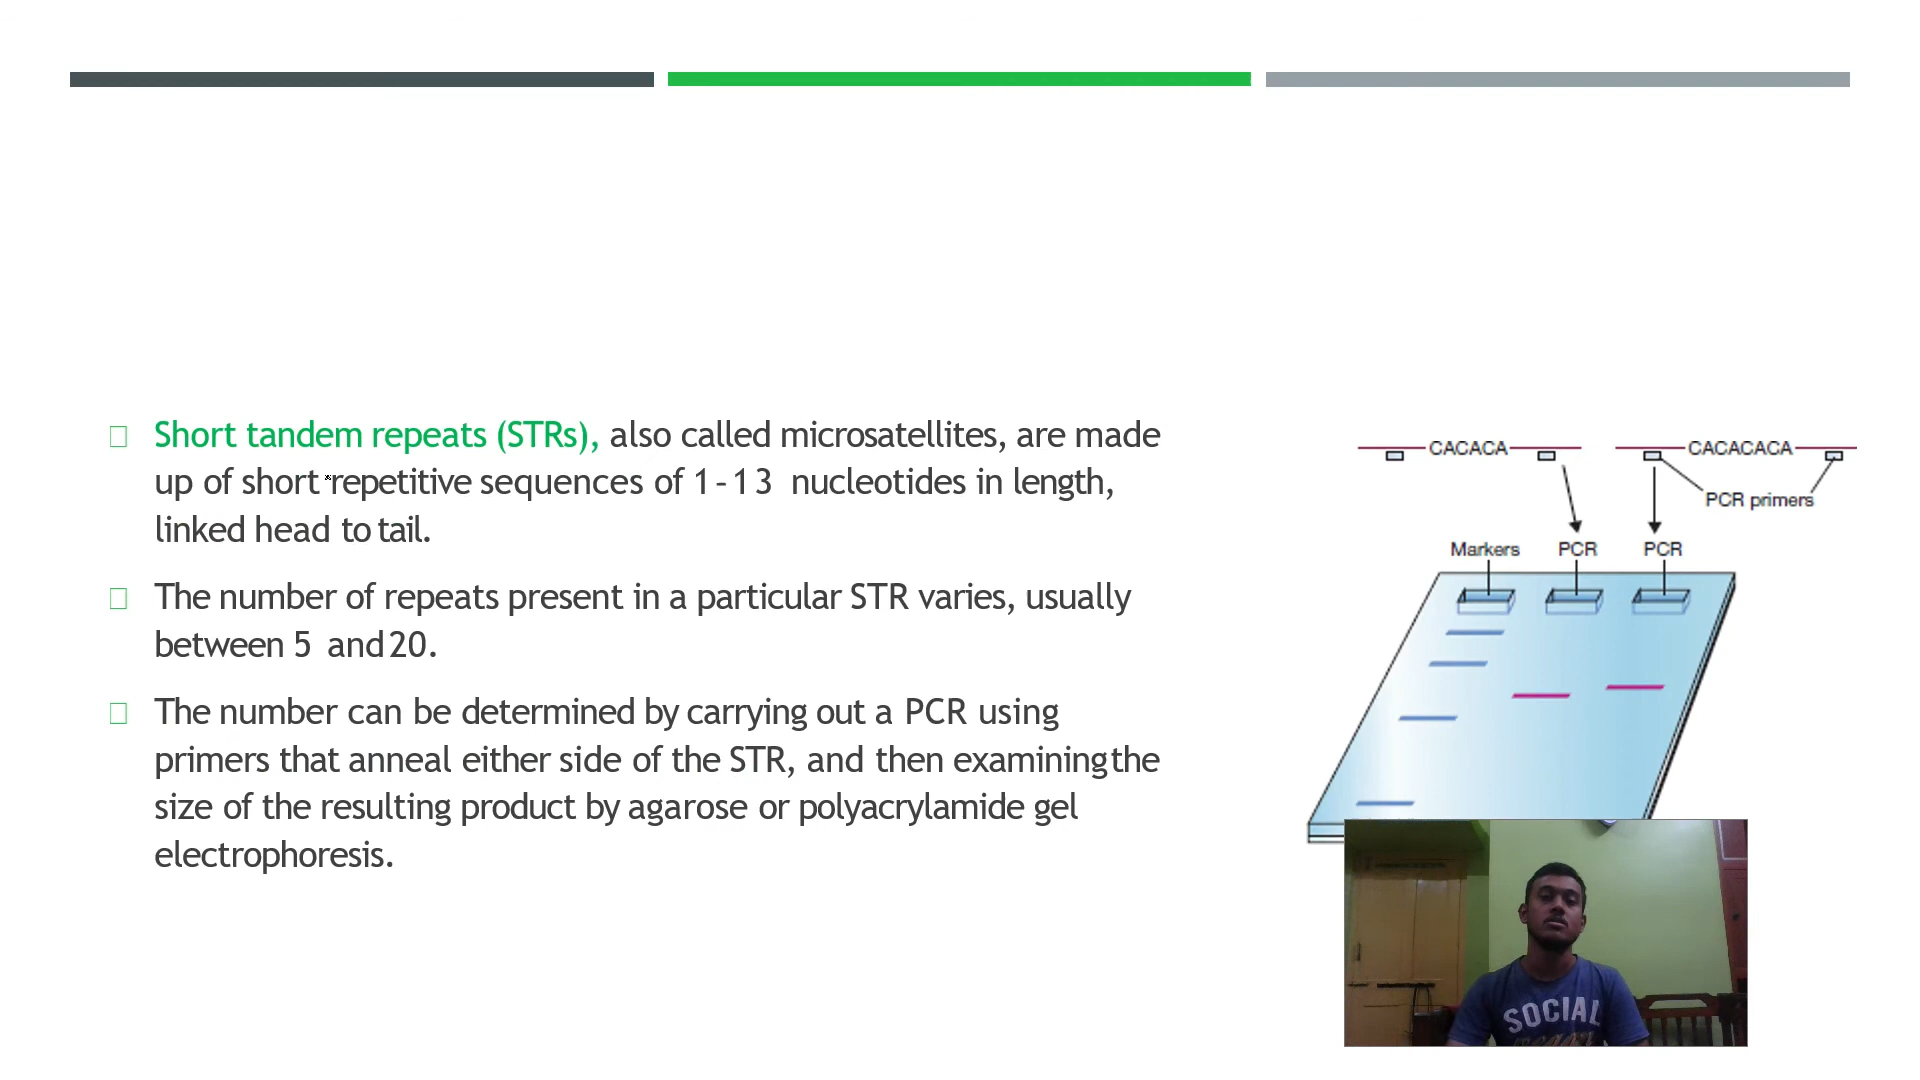 Short tandem repeats (STRs), also called microsatellites, are made
up of short repetitive sequences of 1–13 nucleotides in length,
linked head to tail.
The number of repeats present in a particular STR varies, usually
between 5 and 20.
The number can be determined by carrying out a PCR using
primers that anneal either side of the STR, and then examining the
size of the resulting product by agarose or polyacrylamide gel
electrophoresis.
CACACA
CACACACA
PCR primers
Markers
PCR
PCR
SOCIAL